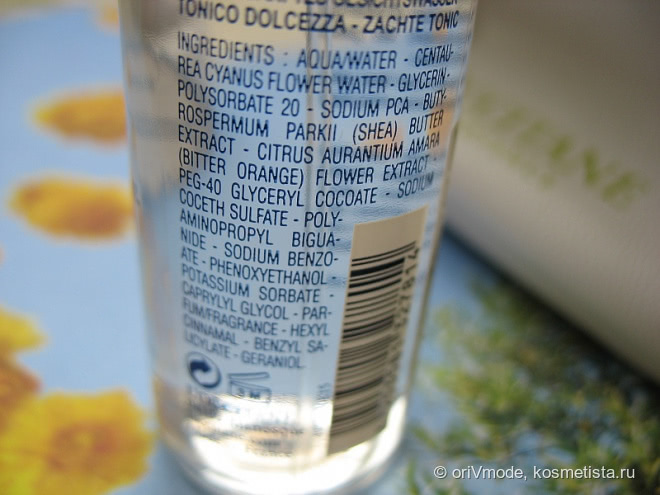 TONICO DOLCEZZA - ZACHTE TONIC
INGREDIENTS : AQUA/WATER - CENTAU-
REA CYANUS FLOWER WATER - GLYCERIN-
POLYSORBATE 20 - SODIUM PCA - BUTY-
ROSPERMUM PARKII (SHEA) BUTTER
EXTRACT - CITRUS AURANTIUM AMARA
(BITTER ORANGE) FLOWER EXTRACT -
PEG-40 GLYCERYL COCOATE - SODIUM
COCETH SULFATE - POLY-
AMINOPROPYL BIGUA-
NIDE - SODIUM BENZO-
ATE - PHENOXYETHANOL -
POTASSIUM SORBATE -
CAPRYLYL GLYCOL - PAR-
FUM/FRAGRANCE - HEXYL
CINNAMAL - BENZYL SA-
LICYLATE - GERANIOL.
© oriVmode, kosmetista.ru